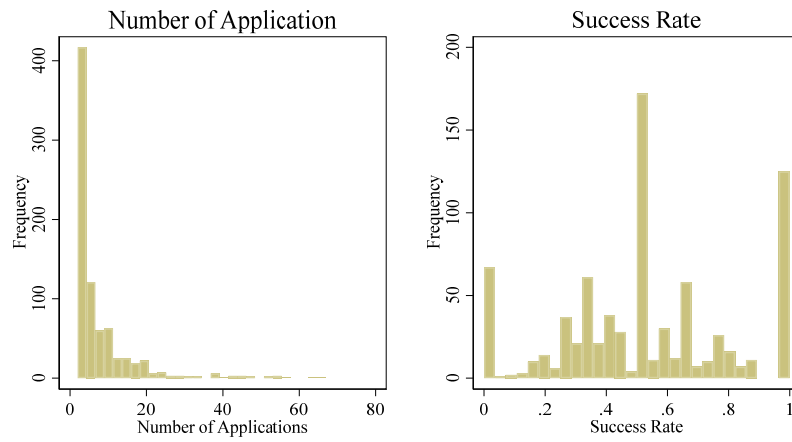 Number of Application
Frequency
400
300
200
100
0
0 20 40 60 80
Number of Applications
Success Rate
Frequency
200
150
100
50
0
0 .2 .4 .6 .8 1
Success Rate